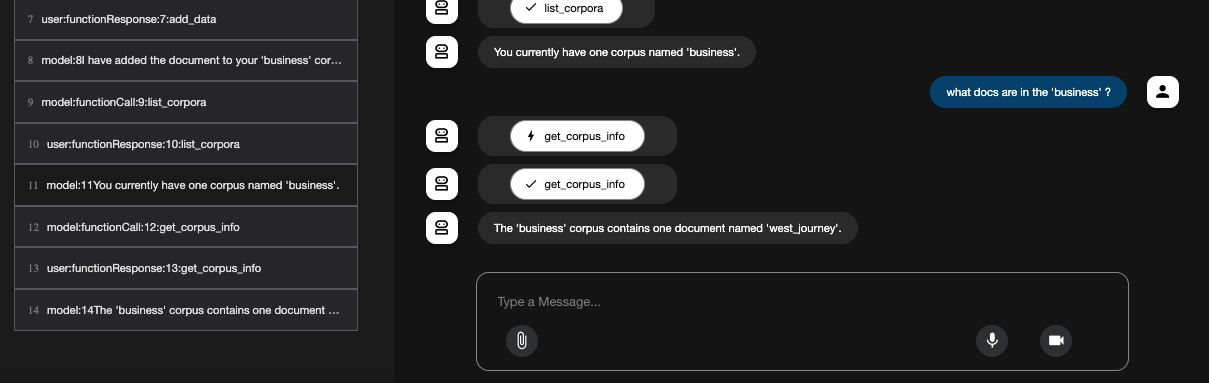 7 user:functionResponse:7:add_data
8 model:8I have added the document to your 'business' cor...
9 model:functionCall:9:list_corpora
10 user:functionResponse:10:list_corpora
11 model:11You currently have one corpus named 'business'.
12 model:functionCall:12:get_corpus_info
13 user:functionResponse:13:get_corpus_info
14 model:14The 'business' corpus contains one document ...
list_corpora
You currently have one corpus named 'business'.
what docs are in the 'business' ?
get_corpus_info
get_corpus_info
The 'business' corpus contains one document named 'west_journey'.
Type a Message...